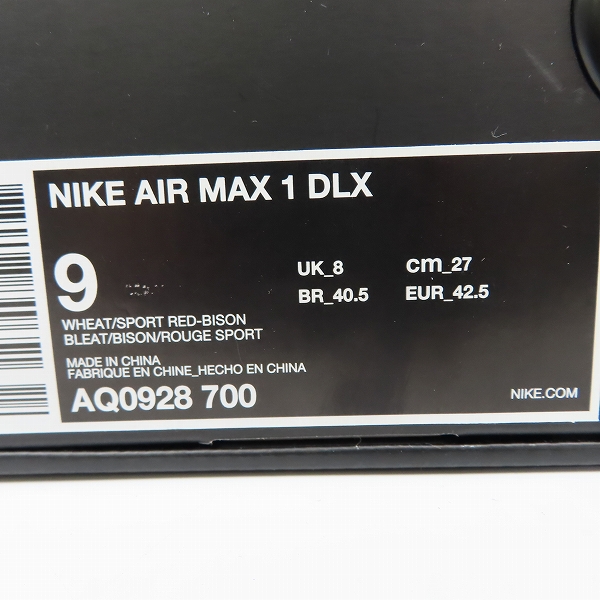 NIKE AIR MAX 1 DLX
9 UK_8 cm_27
BR_40.5 EUR_42.5
WHEAT/SPORT RED-BISON
BLEAT/BISON/ROUGE SPORT
MADE IN CHINA
FABRIQUE EN CHINE_HECHO EN CHINA
AQ0928 700 NIKE.COM